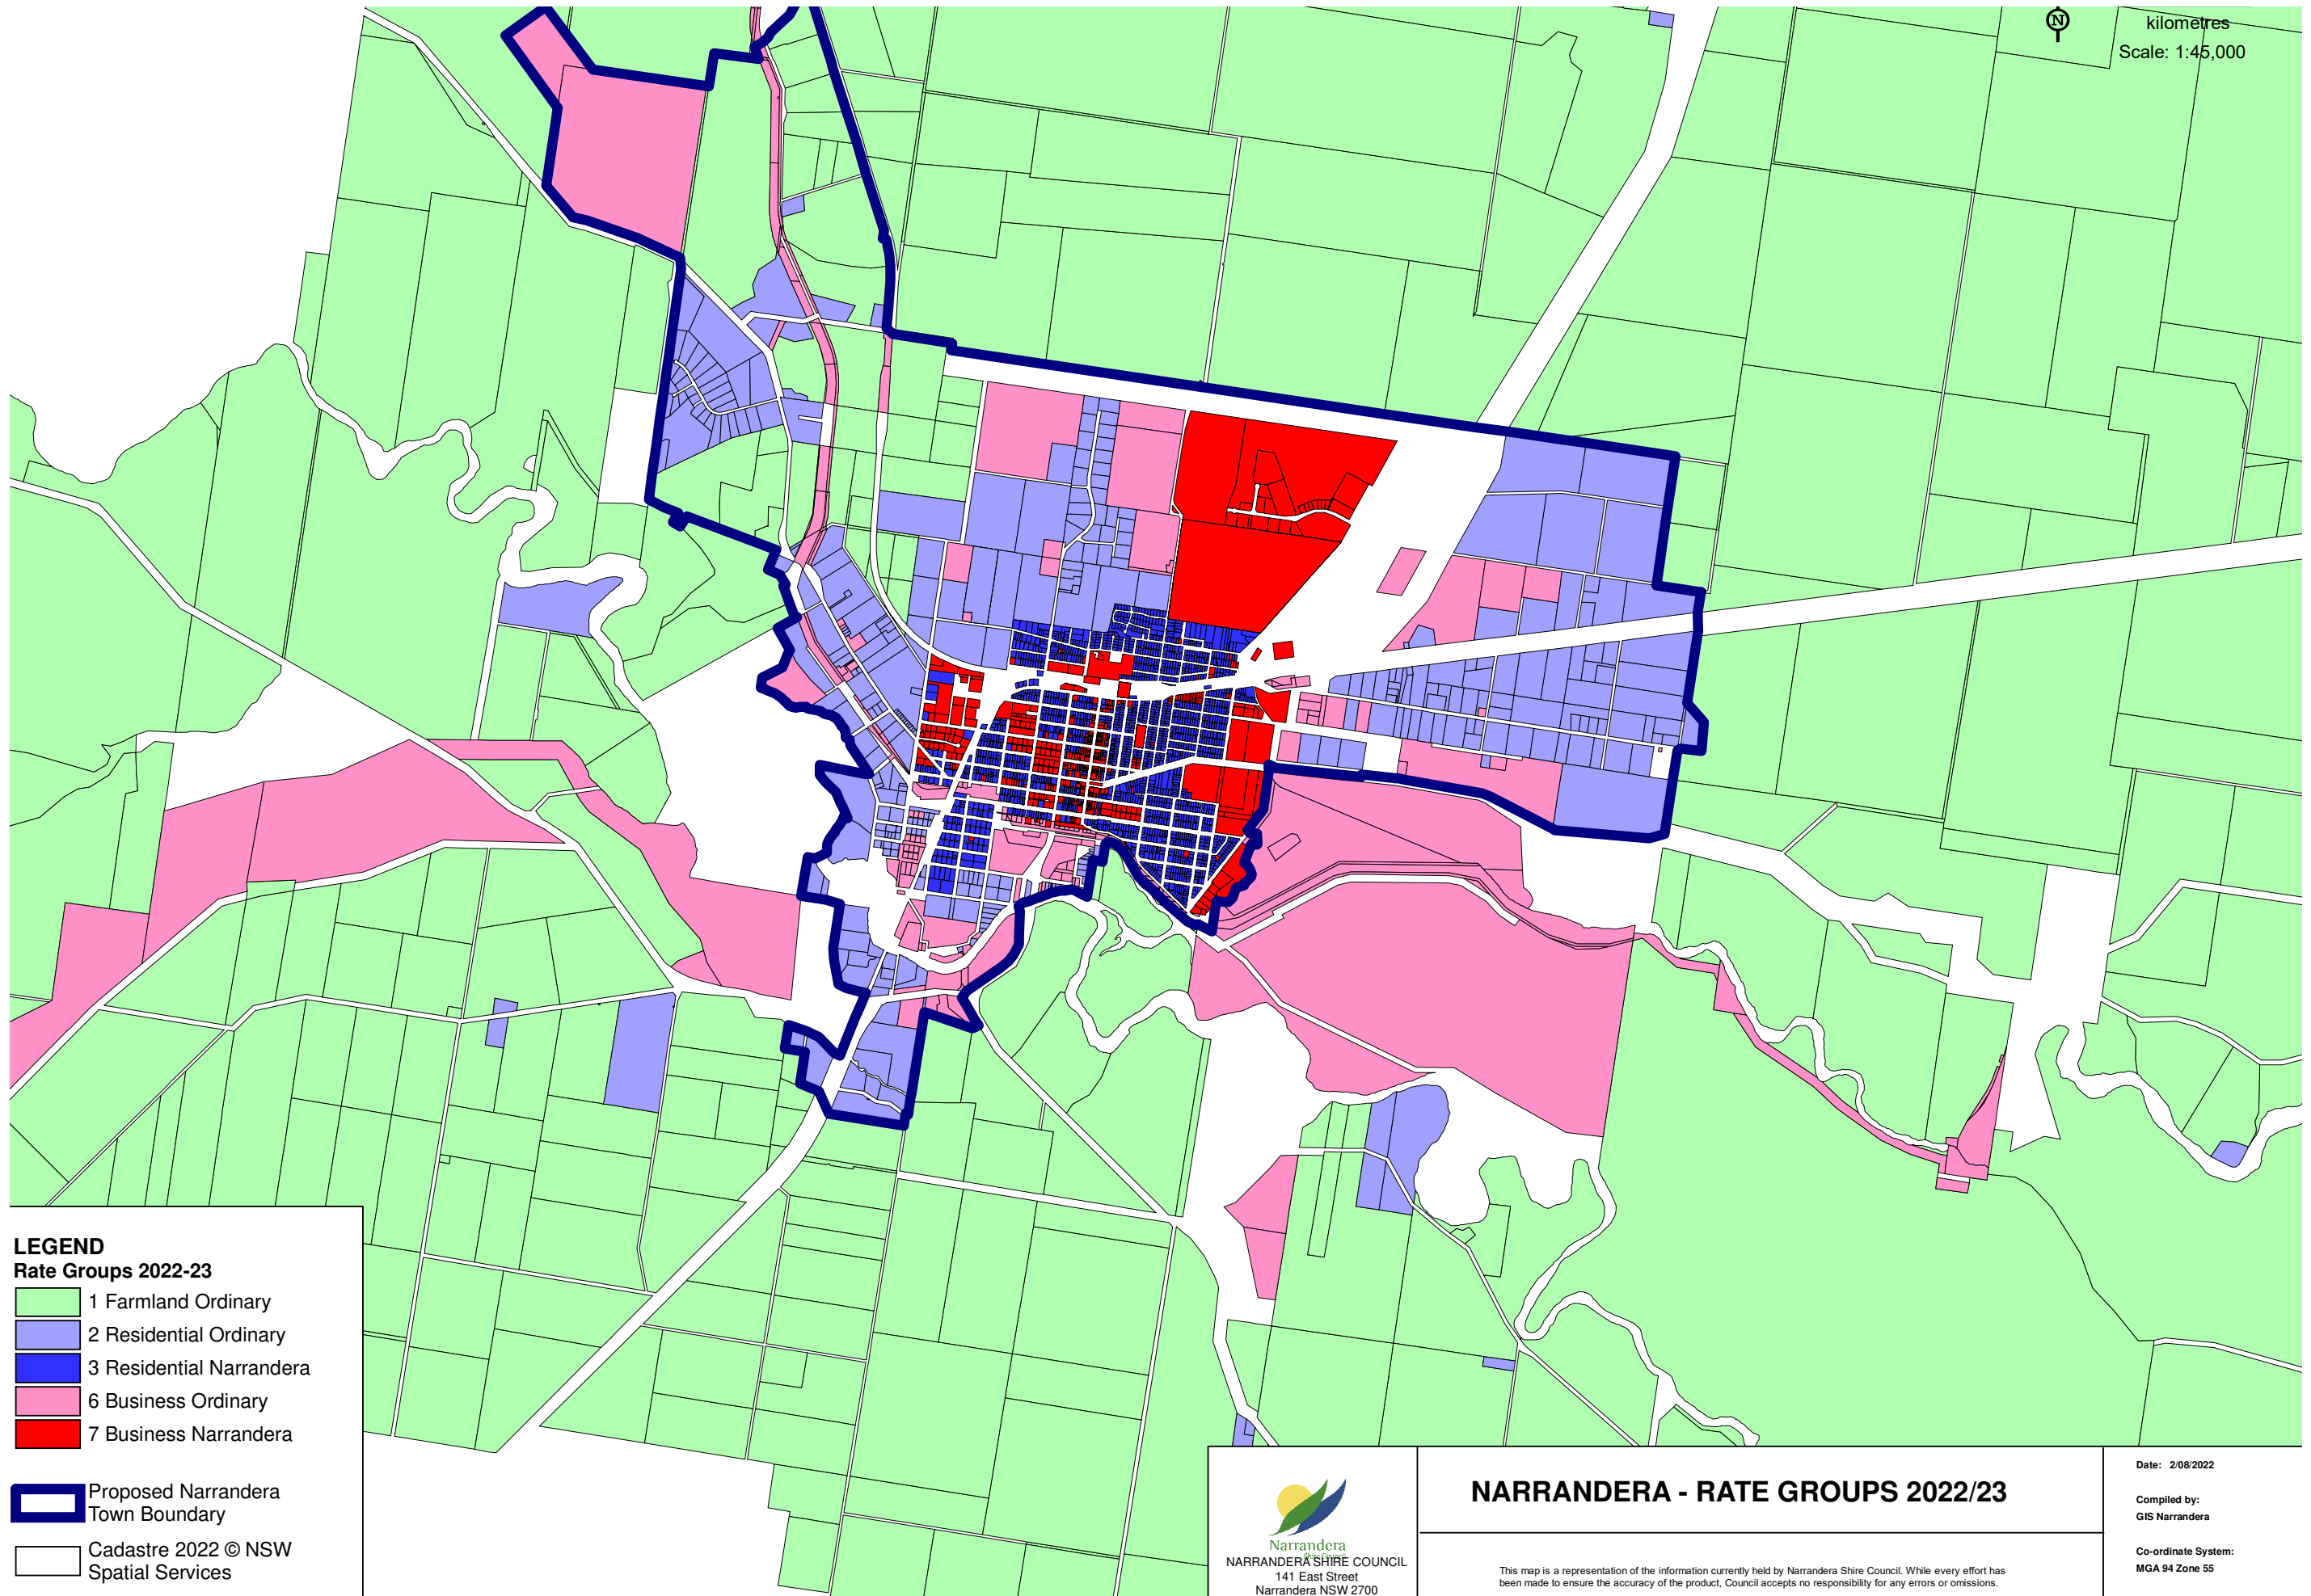 N
kilometres
Scale: 1:45,000
LEGEND
Rate Groups 2022-23
1 Farmland Ordinary
2 Residential Ordinary
3 Residential Narrandera
6 Business Ordinary
7 Business Narrandera
Proposed Narrandera
Town Boundary
Cadastre 2022 © NSW
Spatial Services
Narrandera
Shire Council
NARRANDERA SHIRE COUNCIL
141 East Street
Narrandera NSW 2700
NARRANDERA - RATE GROUPS 2022/23
This map is a representation of the information currently held by Narrandera Shire Council. While every effort has
been made to ensure the accuracy of the product, Council accepts no responsibility for any errors or omissions.
Date: 2/08/2022
Compiled by:
GIS Narrandera
Co-ordinate System:
MGA 94 Zone 55